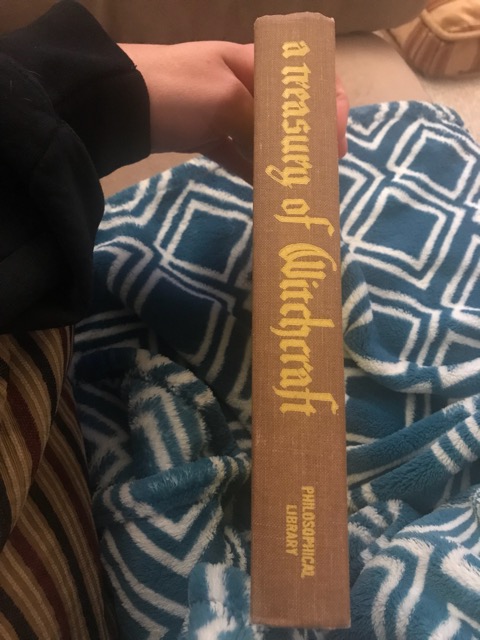 a treasury of Witchcraft
PHILOSOPHICAL
LIBRARY